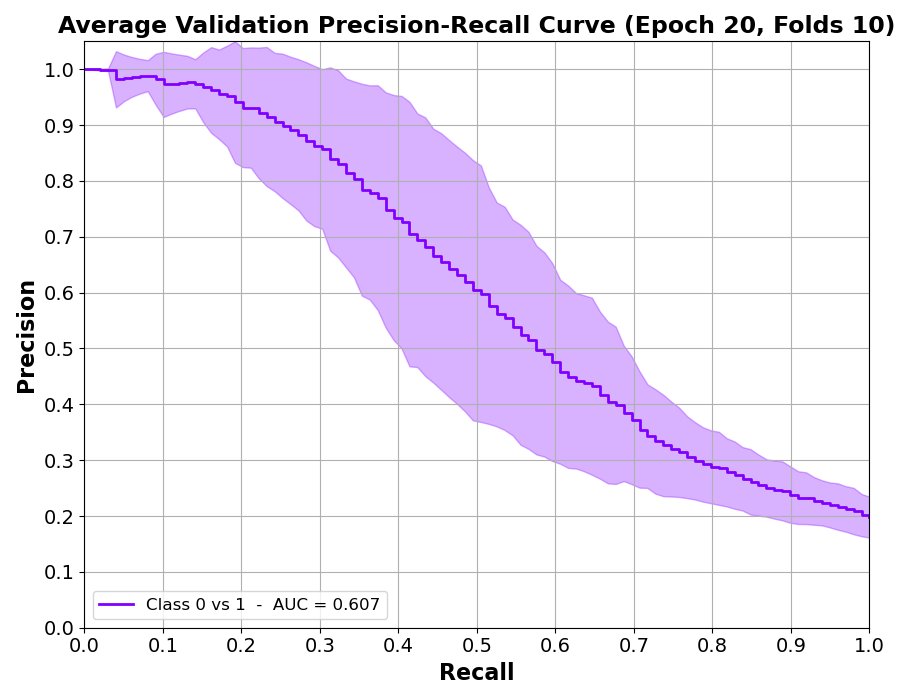 Average Validation Precision-Recall Curve (Epoch 20, Folds 10)
Precision
1.0
0.9
0.8
0.7
0.6
0.5
0.4
0.3
0.2
0.1
0.0
Class 0 vs 1 - AUC = 0.607
0.0 0.1 0.2 0.3 0.4 0.5 0.6 0.7 0.8 0.9 1.0
Recall